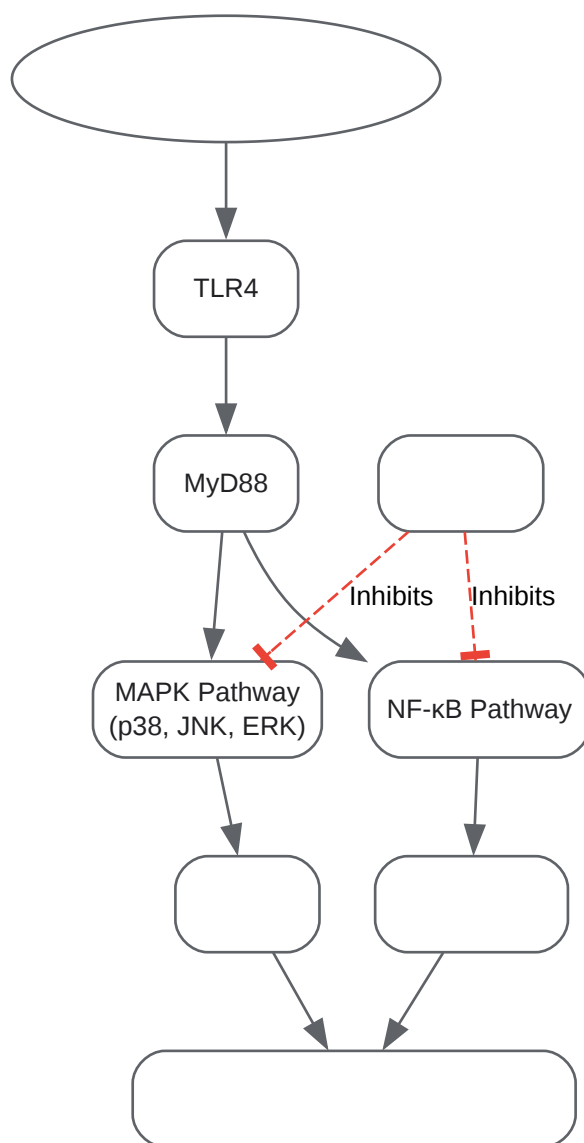 TLR4
MyD88
Inhibits
Inhibits
MAPK Pathway
(p38, JNK, ERK)
NF-κB Pathway